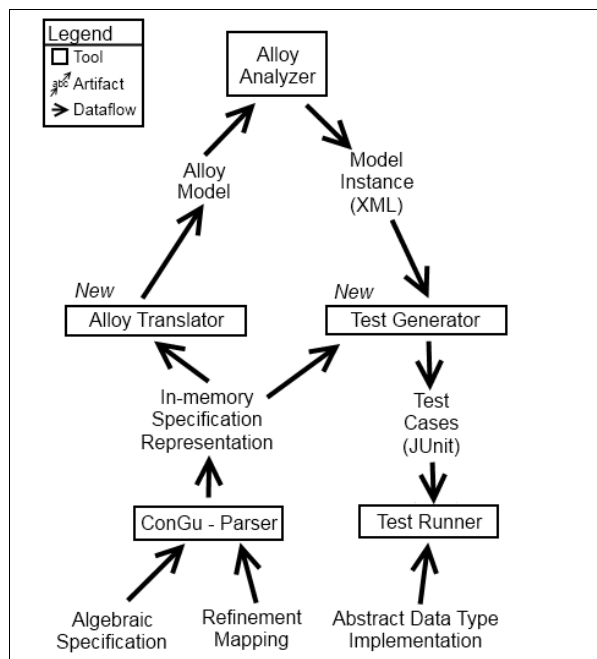 Legend
Tool
abc Artifact
Dataflow
Alloy
Analyzer
Alloy
Model
Model
Instance
(XML)
New
Alloy Translator
New
Test Generator
In-memory
Specification
Representation
Test
Cases
(JUnit)
ConGu - Parser
Test Runner
Algebraic
Specification
Refinement
Mapping
Abstract Data Type
Implementation